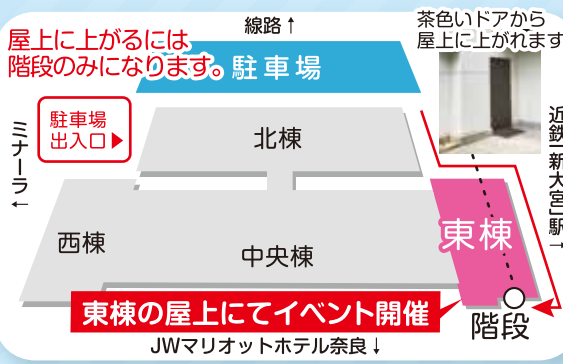 線路↑
茶色いドアから
屋上に上がれます
屋上に上がるには
階段のみになります。
駐車場
駐車場
出入口▶
ミナーラ↓
北棟
近鉄「新大宮」駅→
西棟
中央棟
東棟
東棟の屋上にてイベント開催
階段
JWマリオットホテル奈良↓